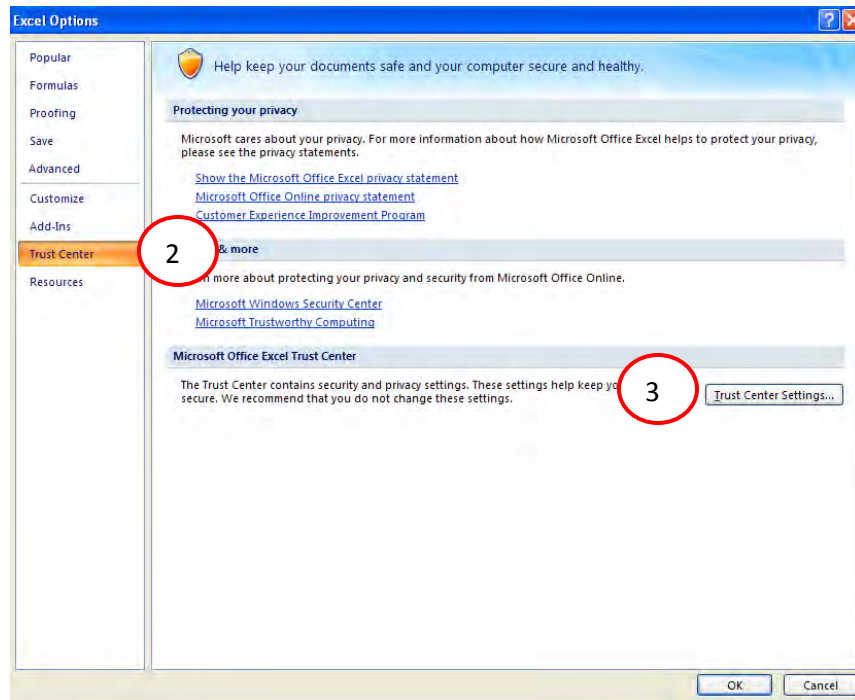 Excel Options
Popular
Formulas
Proofing
Save
Advanced
Customize
Add-Ins
Trust Center
Resources
Help keep your documents safe and your computer secure and healthy.
Protecting your privacy
Microsoft cares about your privacy. For more information about how Microsoft Office Excel helps to protect your privacy,
please see the privacy statements.
Show the Microsoft Office Excel privacy statement
Microsoft Office Online privacy statement
Customer Experience Improvement Program
2
& more
more about protecting your privacy and security from Microsoft Office Online.
Microsoft Windows Security Center
Microsoft Trustworthy Computing
Microsoft Office Excel Trust Center
The Trust Center contains security and privacy settings. These settings help keep
secure. We recommend that you do not change these settings.
3
Trust Center Settings...
OK
Cancel